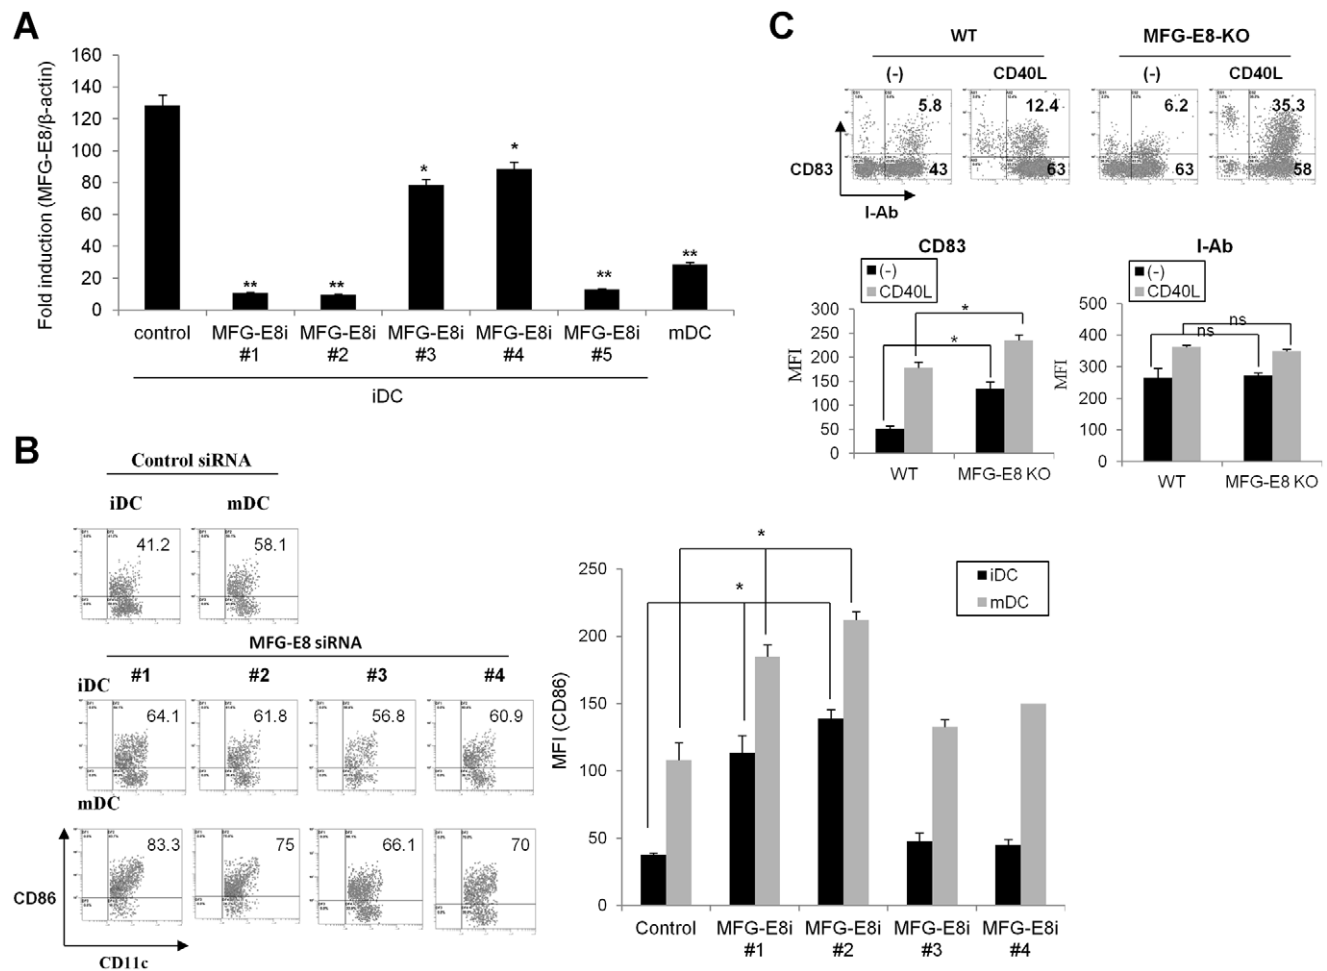 A
Fold induction (MFG-E8/β-actin)
160
140
120
100
80
60
40
20
0
**
**
*
*
**
**
control
MFG-E8i
#1
MFG-E8i
#2
MFG-E8i
#3
MFG-E8i
#4
MFG-E8i
#5
mDC
iDC
B
Control siRNA
iDC mDC
41.2 58.1
MFG-E8 siRNA
#1 #2 #3 #4
iDC
64.1 61.8 56.8 60.9
mDC
83.3 75 66.1 70
CD86
CD11c
MFI (CD86)
250
200
150
100
50
0
*
*
iDC
mDC
Control
MFG-E8i
#1
MFG-E8i
#2
MFG-E8i
#3
MFG-E8i
#4
C
WT MFG-E8-KO
(-) CD40L (-) CD40L
5.8 12.4 6.2 35.3
43 63 63 58
CD83
I-Ab
CD83
(-)
CD40L
MFI
300
250
200
150
100
50
0
*
*
WT MFG-E8 KO
I-Ab
(-)
CD40L
MFI
500
400
300
200
100
0
ns
ns
WT MFG-E8 KO